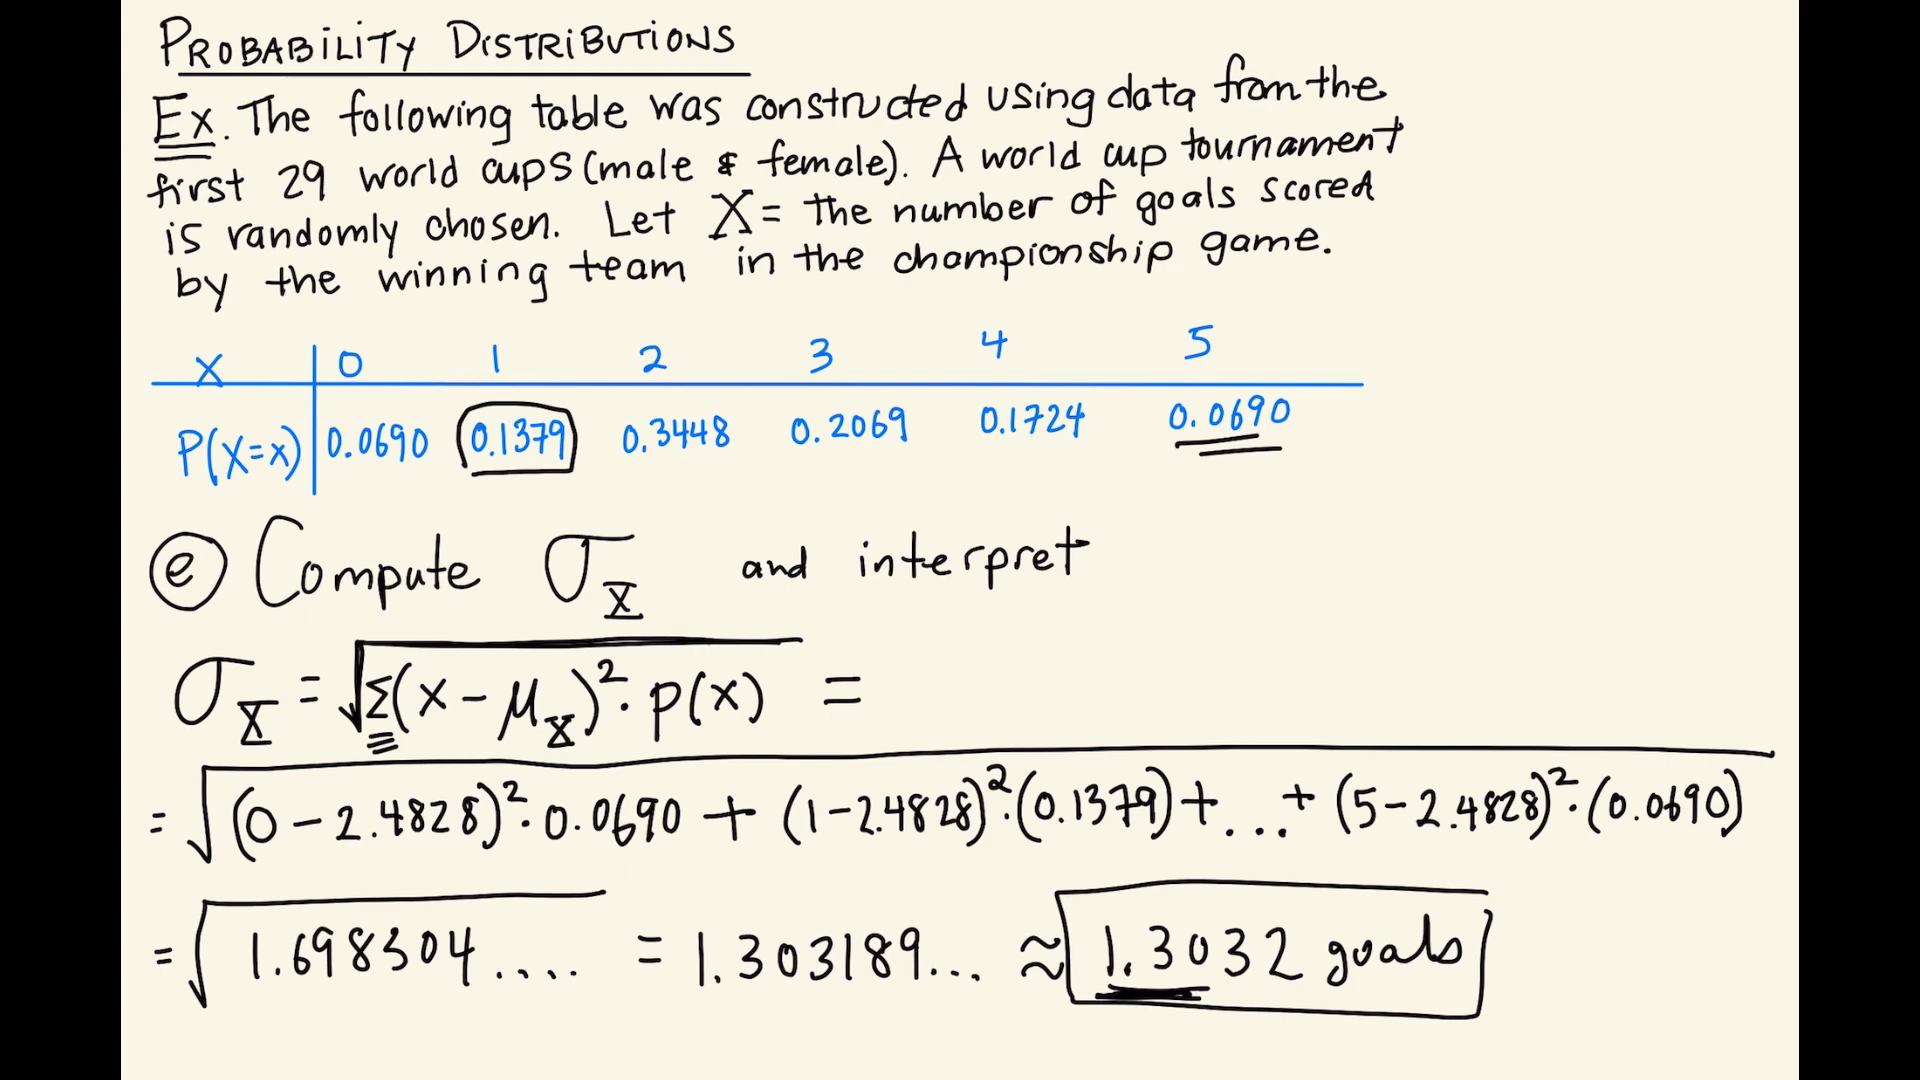 PROBABILITY DISTRIBUTIONS
Ex. The following table was constructed using data from the
first 29 world cups (male & female). A world cup tournament
is randomly chosen. Let X = the number of goals scored
by the winning team in the championship game.
x | 0 1 2 3 4 5
P(X=x) | 0.0690 0.1379 0.3448 0.2069 0.1724 0.0690
ⓔ Compute σ_X and interpret
σ_X = √Σ(x-μ_X)²·p(x) =
= √(0-2.4828)²·0.0690 + (1-2.4828)²·(0.1379)+...+ (5-2.4828)²·(0.0690)
= √1.698304.... = 1.303189... ≈ 1.3032 goals